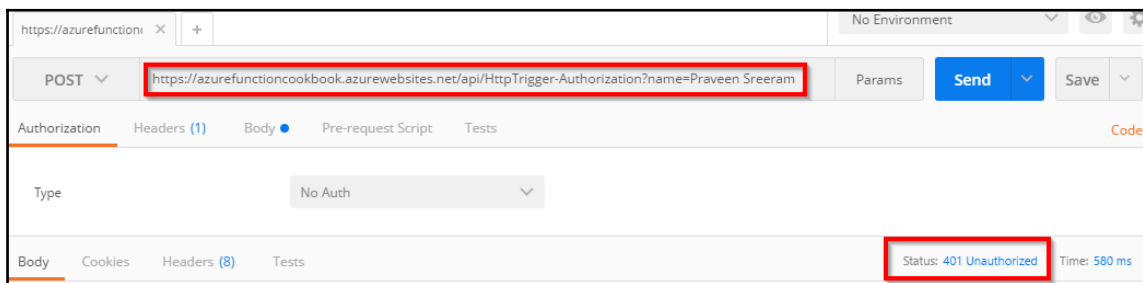 https://azurefunction
No Environment
POST https://azurefunctioncookbook.azurewebsites.net/api/HttpTrigger-Authorization?name=Praveen Sreeram Params Send Save
Authorization Headers (1) Body Pre-request Script Tests Code
Type No Auth
Body Cookies Headers (8) Tests Status: 401 Unauthorized Time: 580 ms